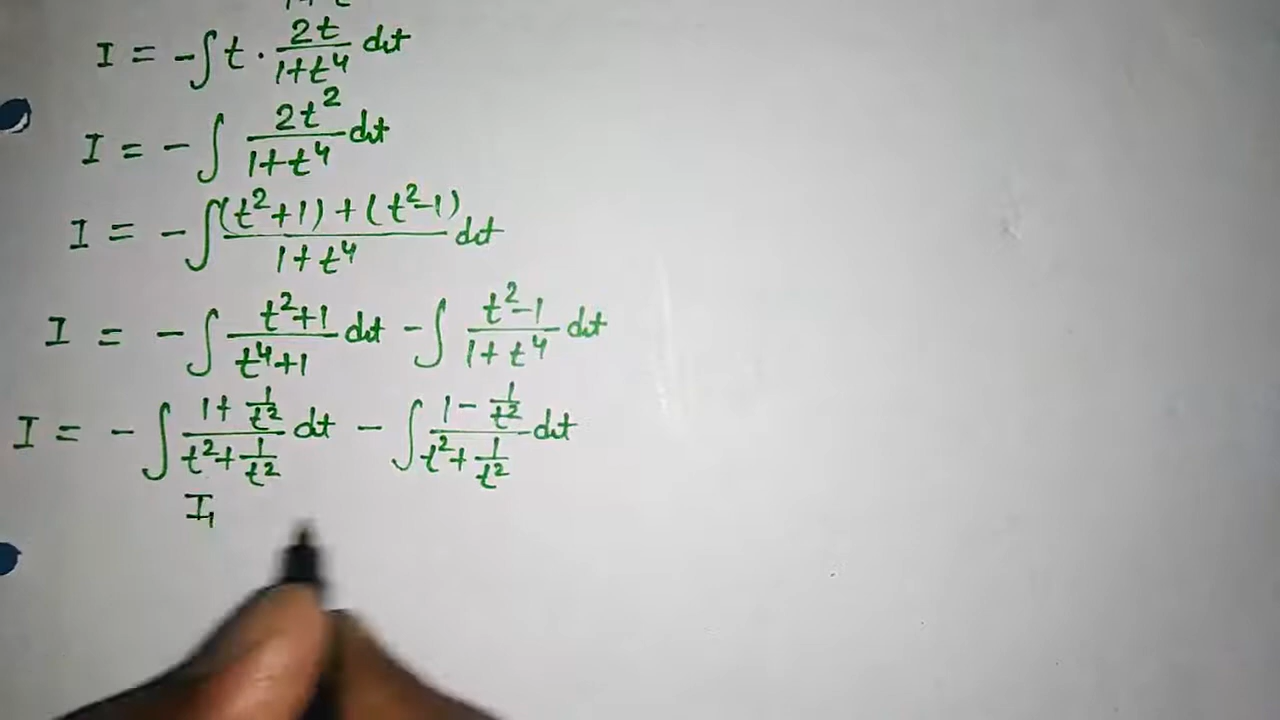 I = -∫ t · 2t/(1+t⁴) dt
I = -∫ 2t²/(1+t⁴) dt
I = -∫ ((t²+1)+(t²-1))/(1+t⁴) dt
I = -∫ (t²+1)/(t⁴+1) dt - ∫ (t²-1)/(1+t⁴) dt
I = -∫ (1+1/t²)/(t²+1/t²) dt - ∫ (1-1/t²)/(t²+1/t²) dt
I₁